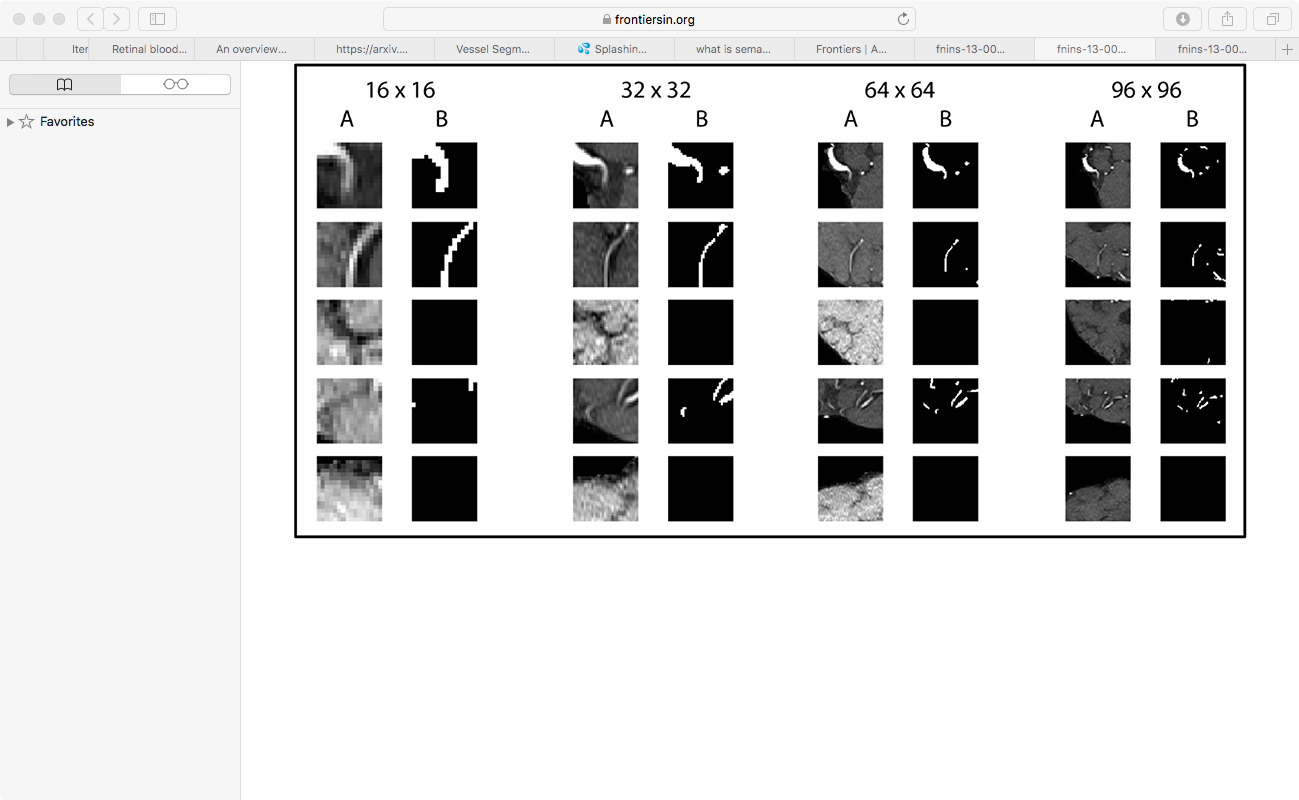 frontiersin.org
Iter
Retinal blood...
An overview...
https://arxiv....
Vessel Segm...
💦 Splashin...
what is sema...
Frontiers | A...
fnins-13-00...
fnins-13-00...
fnins-13-00...
Favorites
16 x 16
32 x 32
64 x 64
96 x 96
A B A B A B A B